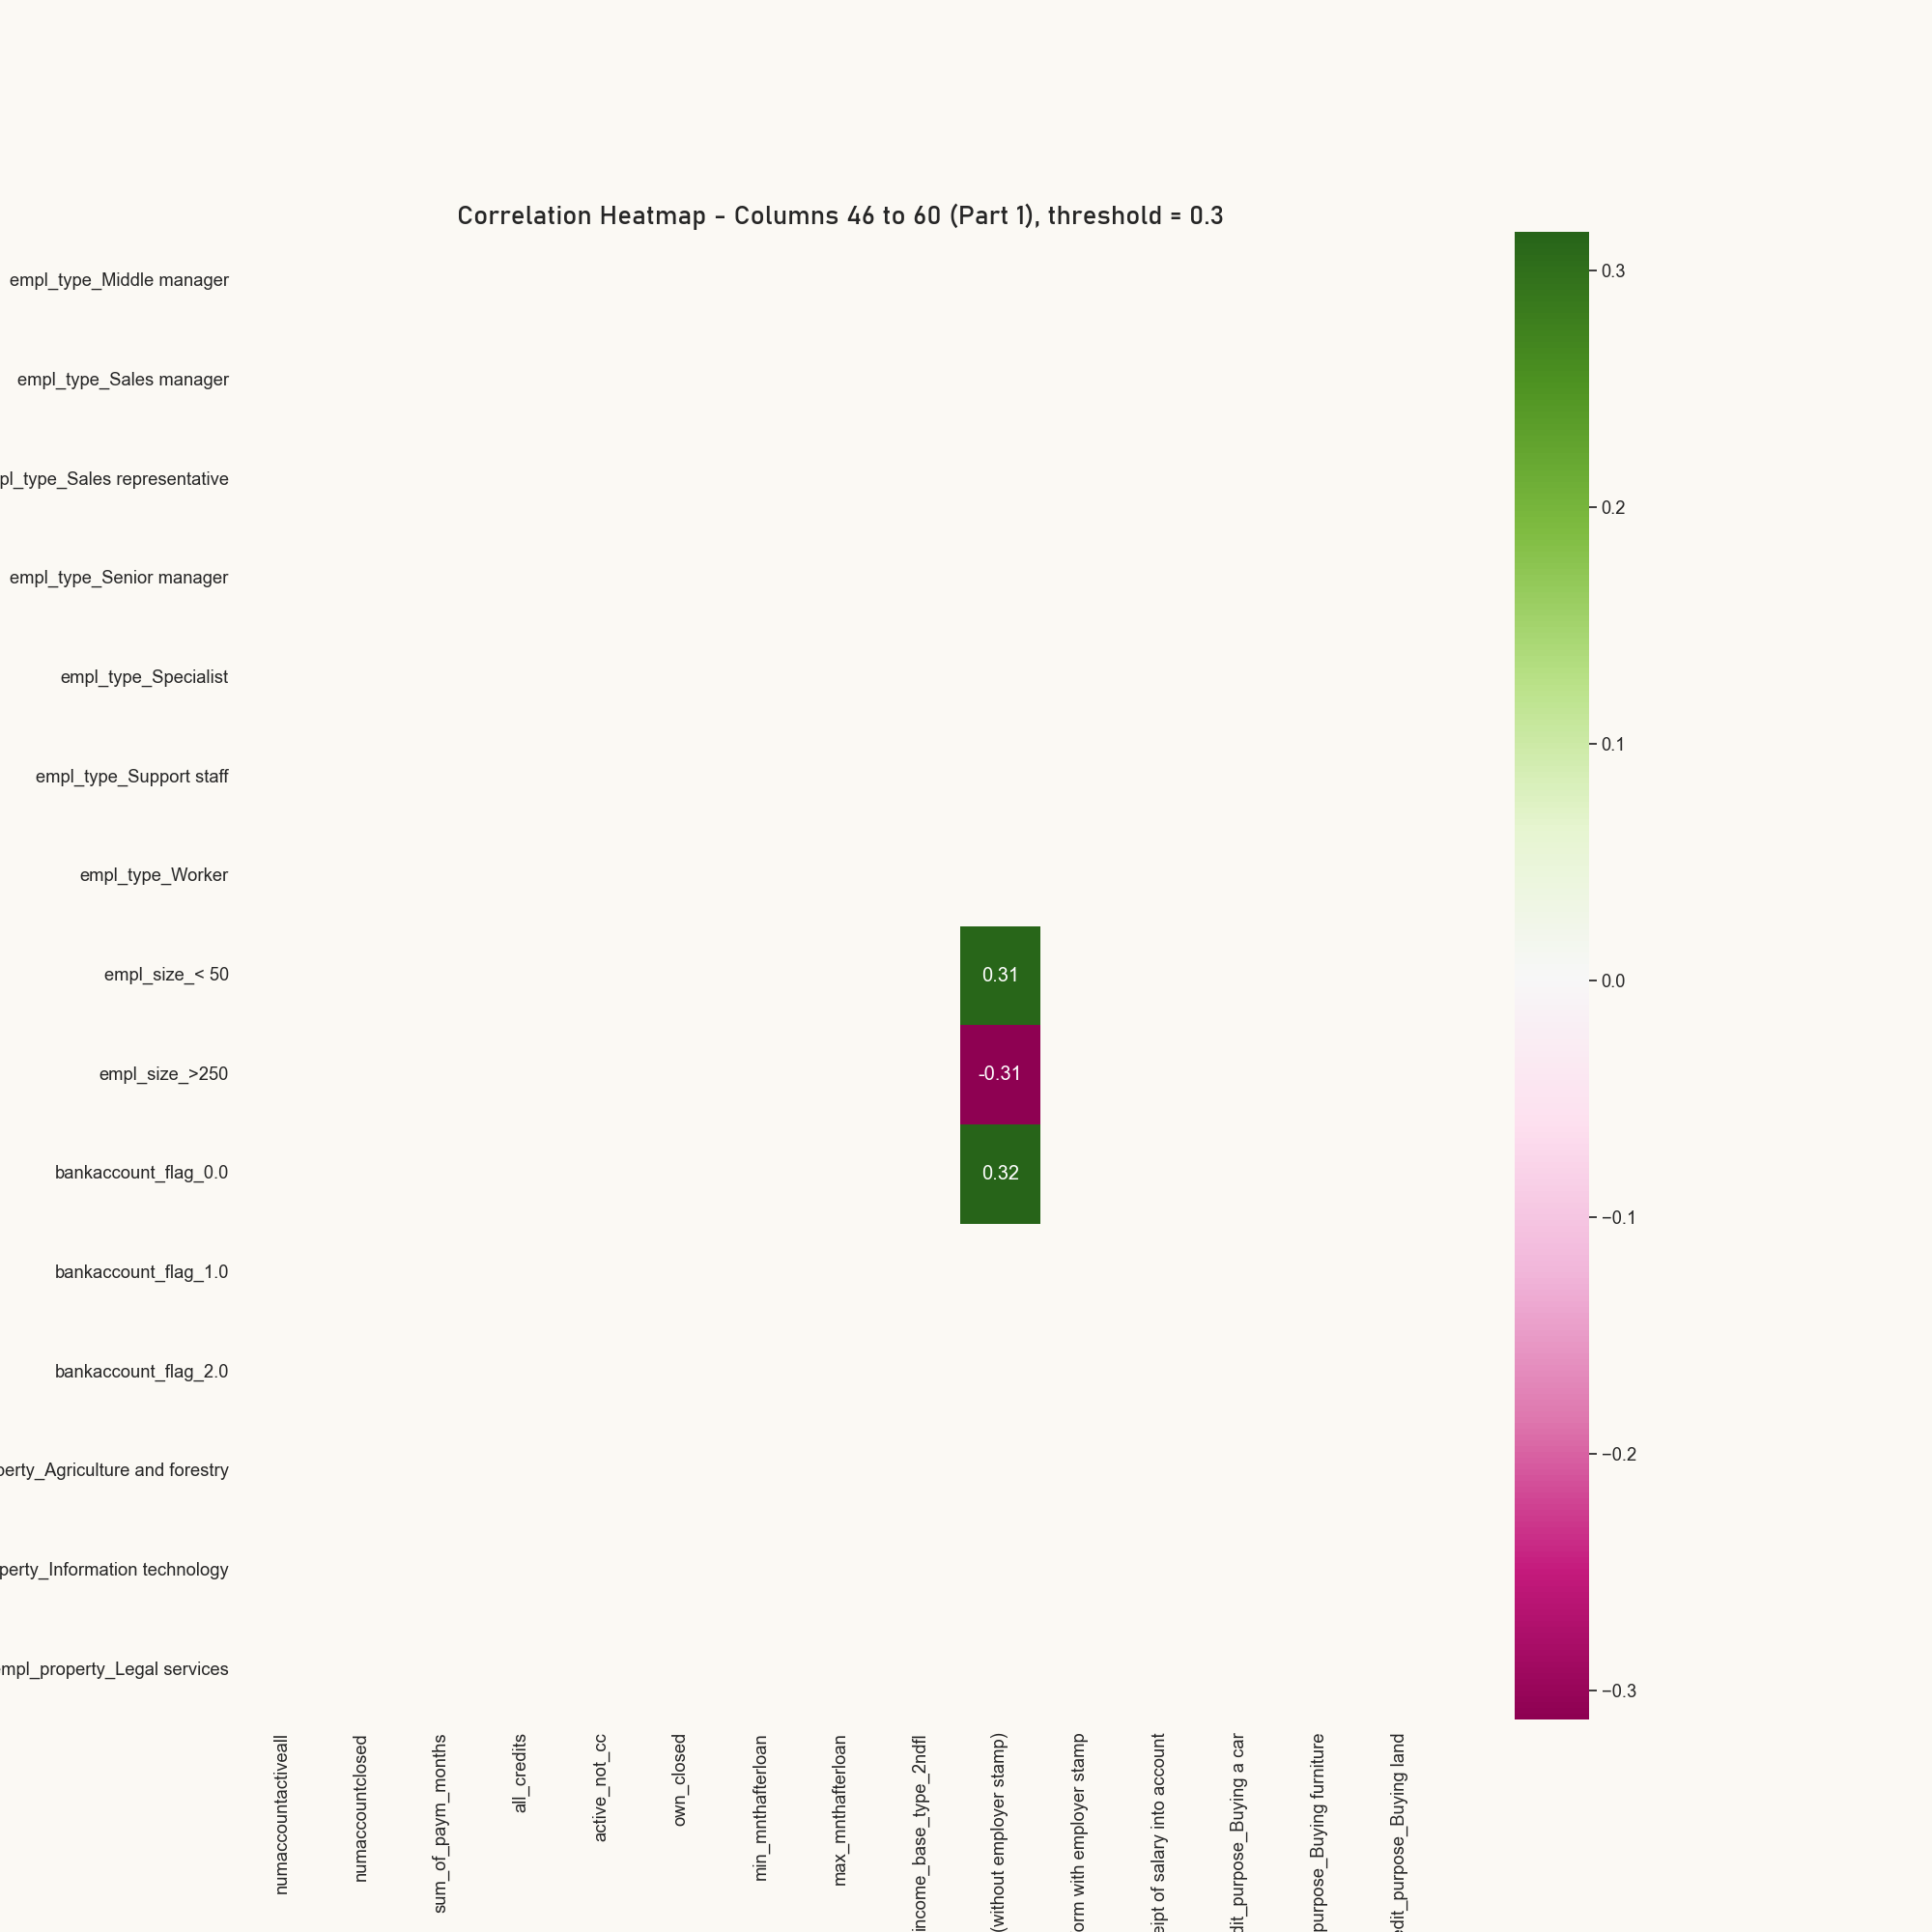 Correlation Heatmap - Columns 46 to 60 (Part 1), threshold = 0.3
empl_type_Middle manager
empl_type_Sales manager
pl_type_Sales representative
empl_type_Senior manager
empl_type_Specialist
empl_type_Support staff
empl_type_Worker
empl_size_< 50
empl_size_>250
bankaccount_flag_0.0
bankaccount_flag_1.0
bankaccount_flag_2.0
perty_Agriculture and forestry
perty_Information technology
mpl_property_Legal services
0.31
-0.31
0.32
numaccountactiveall
numaccountclosed
sum_of_paym_months
all_credits
active_not_cc
own_closed
min_mnthafterloan
max_mnthafterloan
income_base_type_2ndfl
(without employer stamp)
orm with employer stamp
eipt of salary into account
dit_purpose_Buying a car
purpose_Buying furniture
edit_purpose_Buying land
0.3
0.2
0.1
0.0
−0.1
−0.2
−0.3